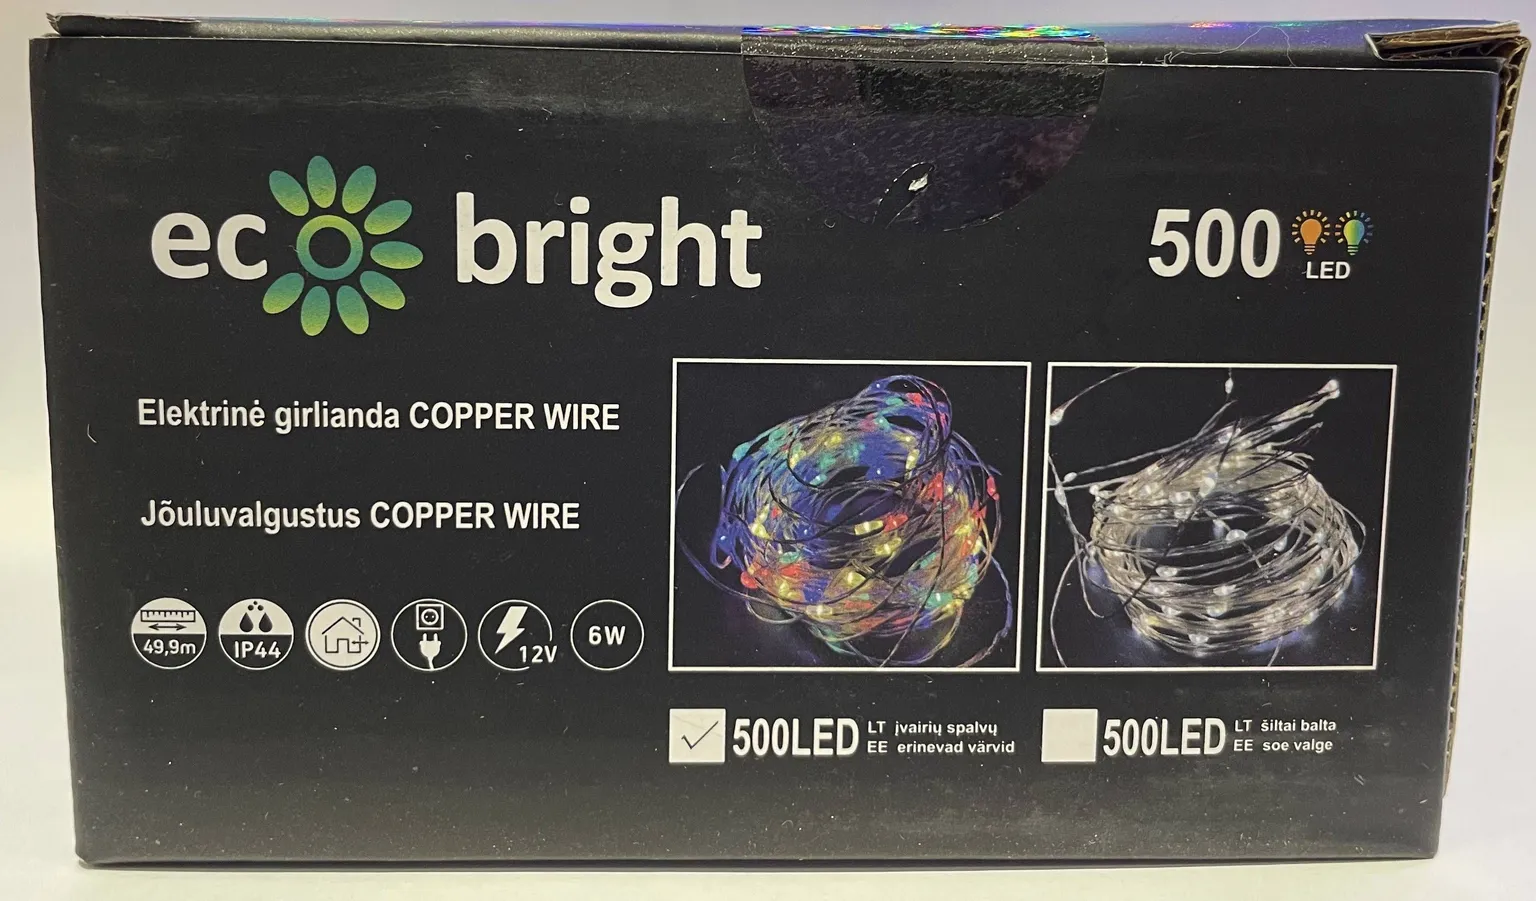 eco bright
500
LED
Elektrinė girlianda COPPER WIRE
Jõuluvalgustus COPPER WIRE
49,9m
IP44
12V
6W
500LED
LT įvairių spalvų
EE erinevad värvid
500LED
LT šiltai balta
EE soe valge